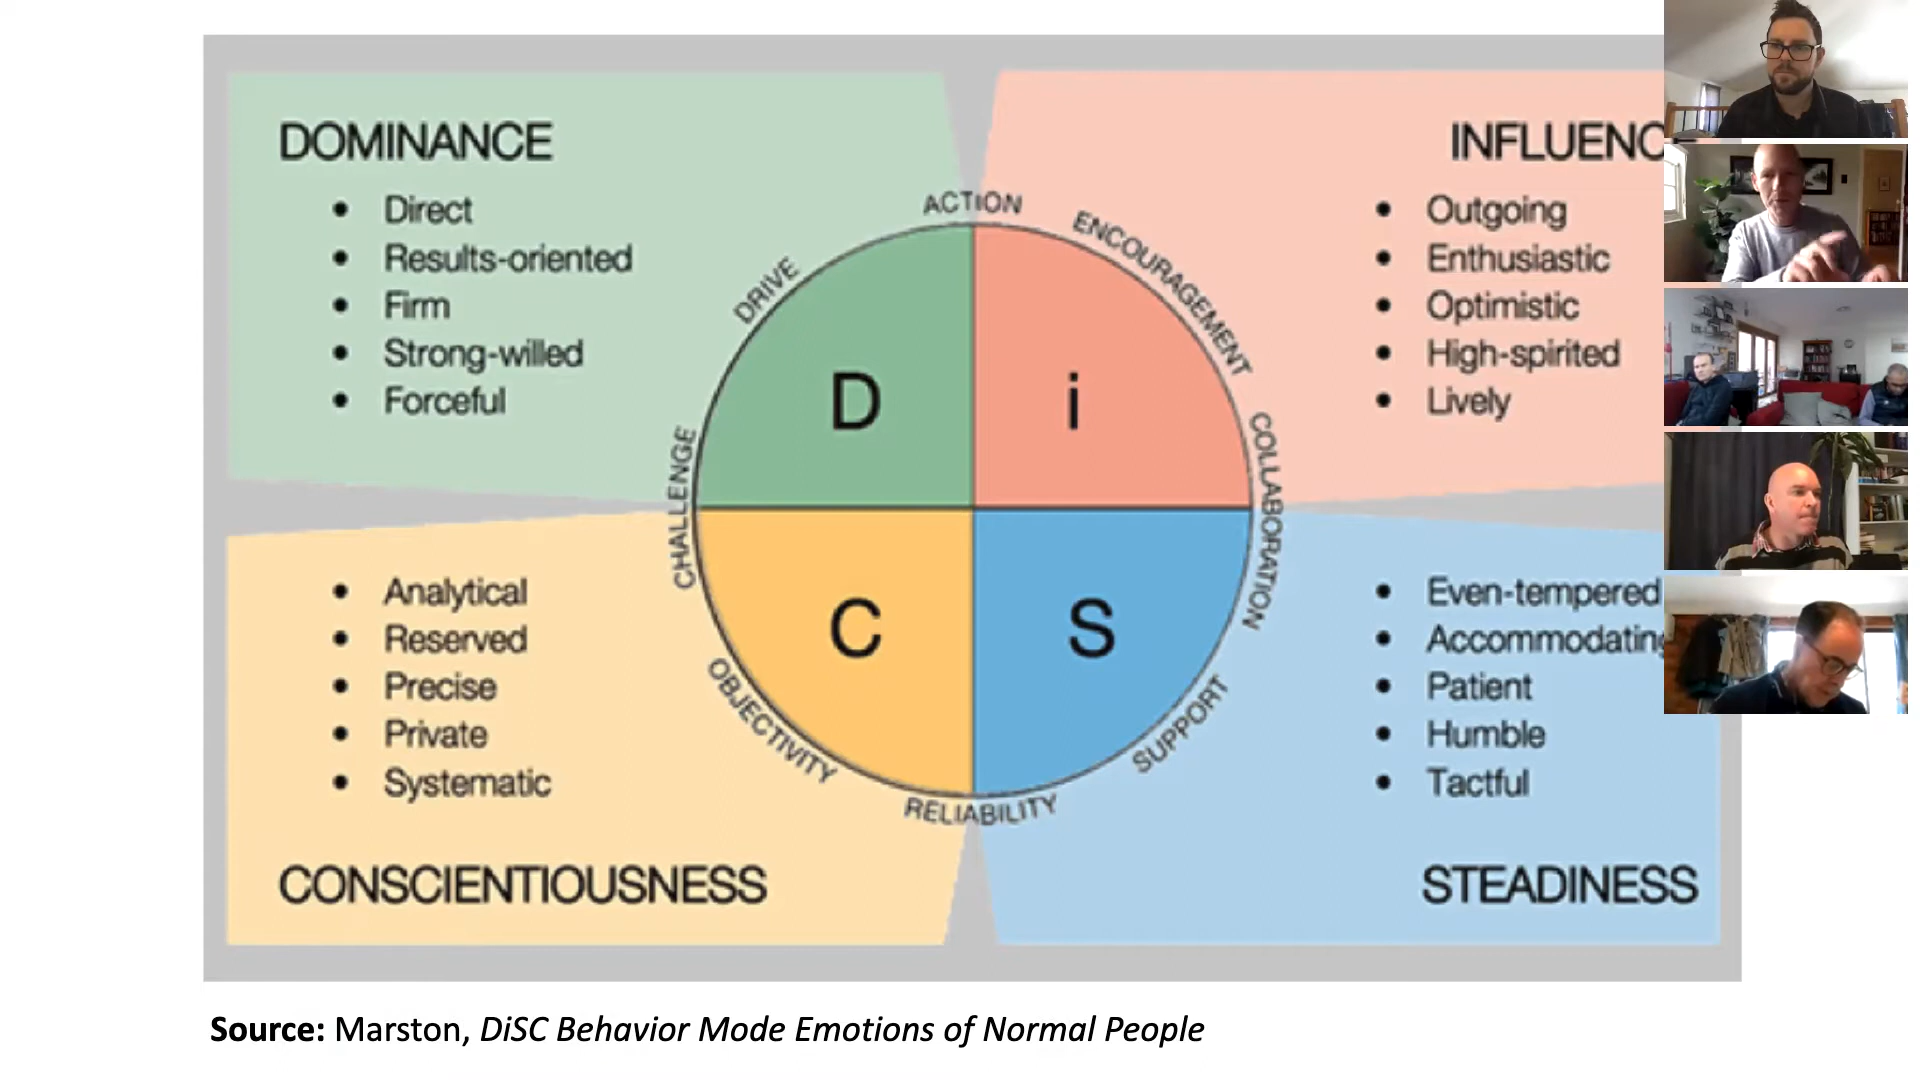 DOMINANCE
• Direct
• Results-oriented
• Firm
• Strong-willed
• Forceful
INFLUENC
• Outgoing
• Enthusiastic
• Optimistic
• High-spirited
• Lively
ACTION
DRIVE
ENCOURAGEMENT
CHALLENGE
COLLABORATION
OBJECTIVITY
SUPPORT
RELIABILITY
D
i
C
S
• Analytical
• Reserved
• Precise
• Private
• Systematic
CONSCIENTIOUSNESS
• Even-tempered
• Accommodating
• Patient
• Humble
• Tactful
STEADINESS
Source: Marston, DiSC Behavior Mode Emotions of Normal People